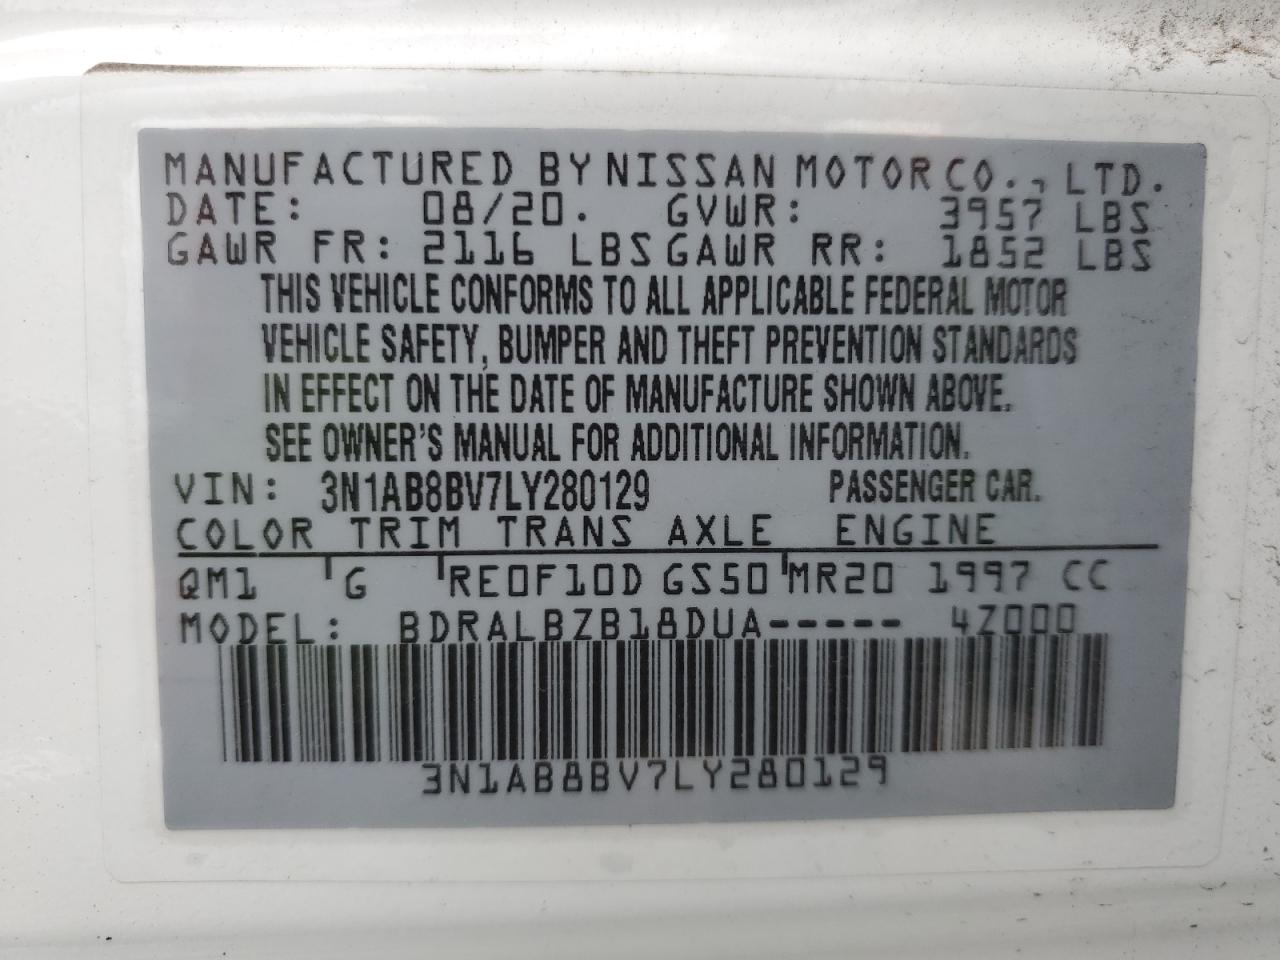 MANUFACTURED BY NISSAN MOTOR CO., LTD.
DATE: 08/20. GVWR: 3957 LBS
GAWR FR: 2116 LBS GAWR RR: 1852 LBS
THIS VEHICLE CONFORMS TO ALL APPLICABLE FEDERAL MOTOR
VEHICLE SAFETY, BUMPER AND THEFT PREVENTION STANDARDS
IN EFFECT ON THE DATE OF MANUFACTURE SHOWN ABOVE.
SEE OWNER'S MANUAL FOR ADDITIONAL INFORMATION.
VIN: 3N1AB8BV7LY280129 PASSENGER CAR.
COLOR TRIM TRANS AXLE ENGINE
QM1 G RE0F10D GS50 MR20 1997 CC
MODEL: BDRALBZB18DUA----- 4Z000
3N1AB8BV7LY280129